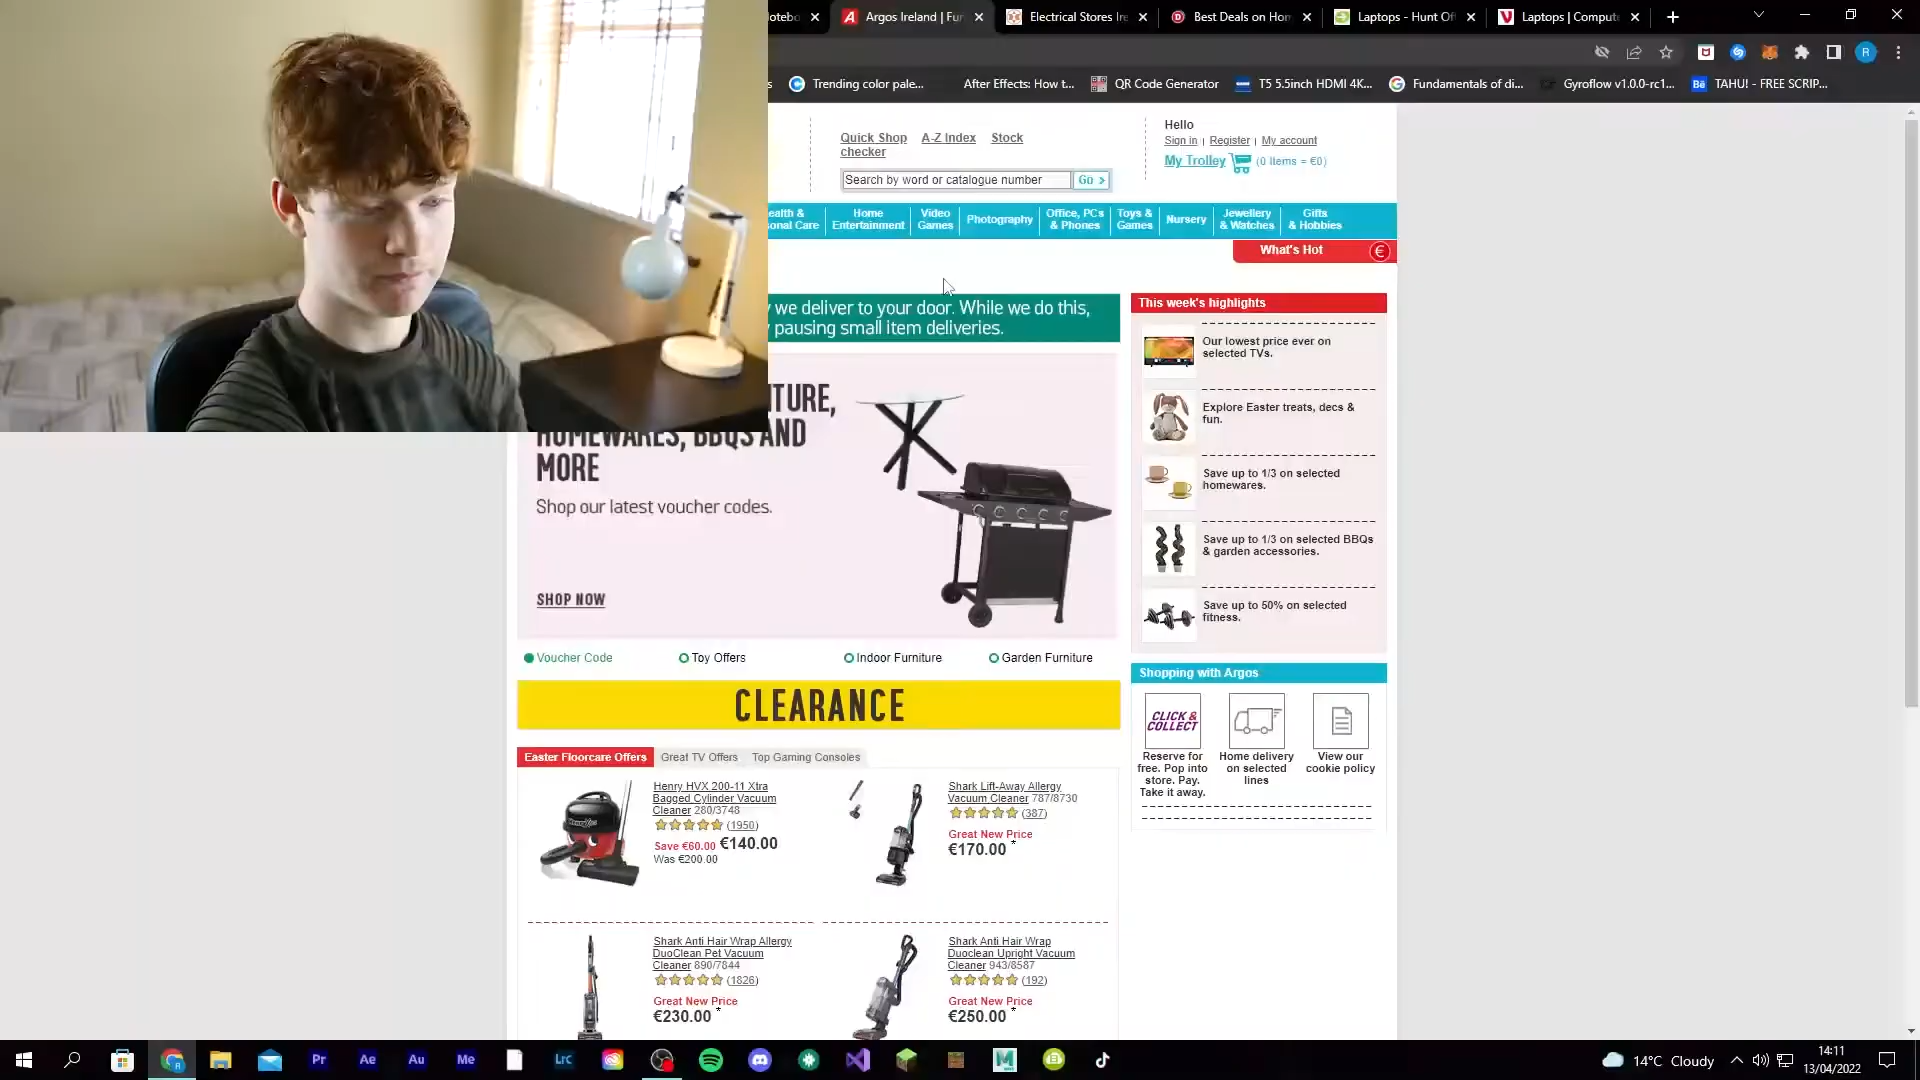 Argos Ireland | Fur
Electrical Stores Ire
Best Deals on Hom
Laptops - Hunt Of
Laptops | Comput
Trending color pale...
After Effects: How t...
QR Code Generator
T5 5.5inch HDMI 4K...
Fundamentals of di...
Gyroflow v1.0.0-rc1...
TAHU! - FREE SCRIP...
Quick Shop A-Z Index Stock
checker
Search by word or catalogue number Go >
Hello
Sign in | Register | My account
My Trolley (0 Items = €0)
Home
Entertainment
Video
Games
Photography
Office, PCs
& Phones
Toys &
Games
Nursery
Jewellery
& Watches
Gifts
& Hobbies
What's Hot €
we deliver to your door. While we do this,
pausing small item deliveries.
HOMEWARES, BBQS AND
MORE
Shop our latest voucher codes.
SHOP NOW
Voucher Code
Toy Offers
Indoor Furniture
Garden Furniture
CLEARANCE
Easter Floorcare Offers
Great TV Offers
Top Gaming Consoles
Henry HVX 200-11 Xtra
Bagged Cylinder Vacuum
Cleaner 280/3748
(1950)
Save €60.00 €140.00
Was €200.00
Shark Lift-Away Allergy
Vacuum Cleaner 787/8730
(387)
Great New Price
€170.00 *
Shark Anti Hair Wrap Allergy
DuoClean Pet Vacuum
Cleaner 890/7844
(1826)
Great New Price
€230.00 *
Shark Anti Hair Wrap
Duoclean Upright Vacuum
Cleaner 943/8587
(192)
Great New Price
€250.00 *
This week's highlights
Our lowest price ever on
selected TVs.
Explore Easter treats, decs &
fun.
Save up to 1/3 on selected
homewares.
Save up to 1/3 on selected BBQs
& garden accessories.
Save up to 50% on selected
fitness.
Shopping with Argos
CLICK &
COLLECT
Reserve for
free. Pop into
store. Pay.
Take it away.
Home delivery
on selected
lines
View our
cookie policy
Pr Ae Au Me Lrc
14°C Cloudy
14:11
13/04/2022